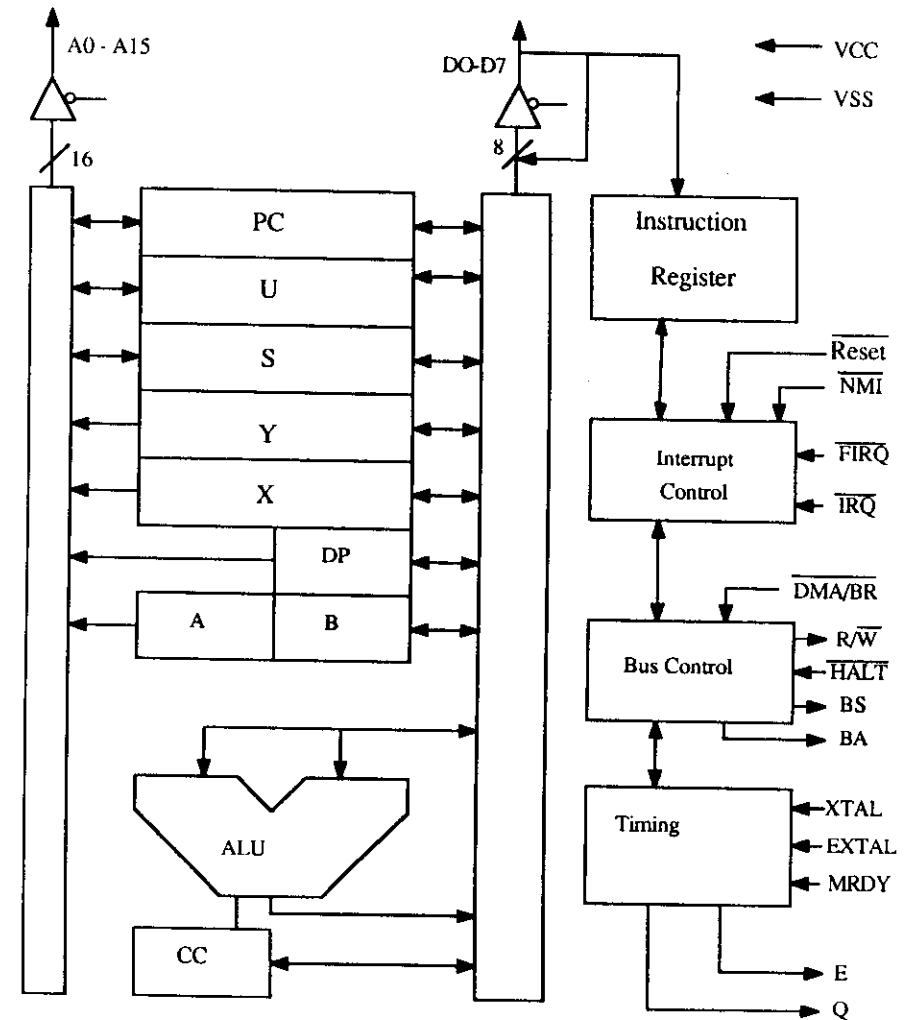 A0 - A15
DO-D7
VCC
VSS
16
8
PC
U
S
Y
X
DP
A
B
ALU
CC
Instruction
Register
Reset
NMI
Interrupt
Control
FIRQ
IRQ
DMA/BR
Bus Control
R/W
HALT
BS
BA
Timing
XTAL
EXTAL
MRDY
E
Q